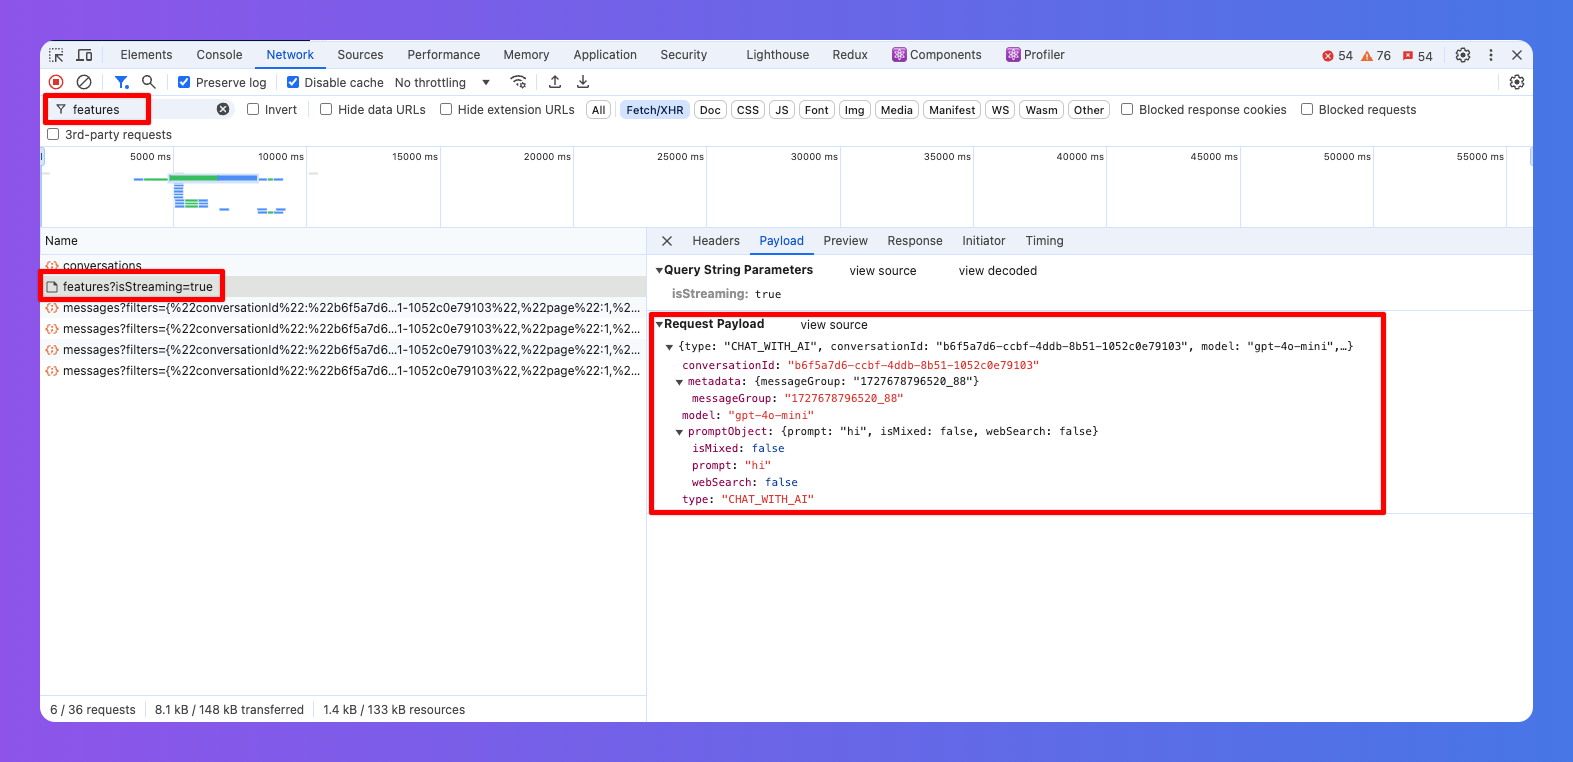 Elements Console Network Sources Performance Memory Application Security Lighthouse Redux Components Profiler 54 76 54
Preserve log Disable cache No throttling
features Invert Hide data URLs Hide extension URLs All Fetch/XHR Doc CSS JS Font Img Media Manifest WS Wasm Other Blocked response cookies Blocked requests
3rd-party requests
5000 ms 10000 ms 15000 ms 20000 ms 25000 ms 30000 ms 35000 ms 40000 ms 45000 ms 50000 ms 55000 ms
Name
conversations
features?isStreaming=true
messages?filters={%22conversationId%22:%22b6f5a7d6...1-1052c0e79103%22,%22page%22:1,%2...
messages?filters={%22conversationId%22:%22b6f5a7d6...1-1052c0e79103%22,%22page%22:1,%2...
messages?filters={%22conversationId%22:%22b6f5a7d6...1-1052c0e79103%22,%22page%22:1,%2...
messages?filters={%22conversationId%22:%22b6f5a7d6...1-1052c0e79103%22,%22page%22:1,%2...
Headers Payload Preview Response Initiator Timing
Query String Parameters view source view decoded
isStreaming: true
Request Payload view source
{type: "CHAT_WITH_AI", conversationId: "b6f5a7d6-ccbf-4ddb-8b51-1052c0e79103", model: "gpt-4o-mini",…}
conversationId: "b6f5a7d6-ccbf-4ddb-8b51-1052c0e79103"
metadata: {messageGroup: "1727678796520_88"}
messageGroup: "1727678796520_88"
model: "gpt-4o-mini"
promptObject: {prompt: "hi", isMixed: false, webSearch: false}
isMixed: false
prompt: "hi"
webSearch: false
type: "CHAT_WITH_AI"
6 / 36 requests 8.1 kB / 148 kB transferred 1.4 kB / 133 kB resources